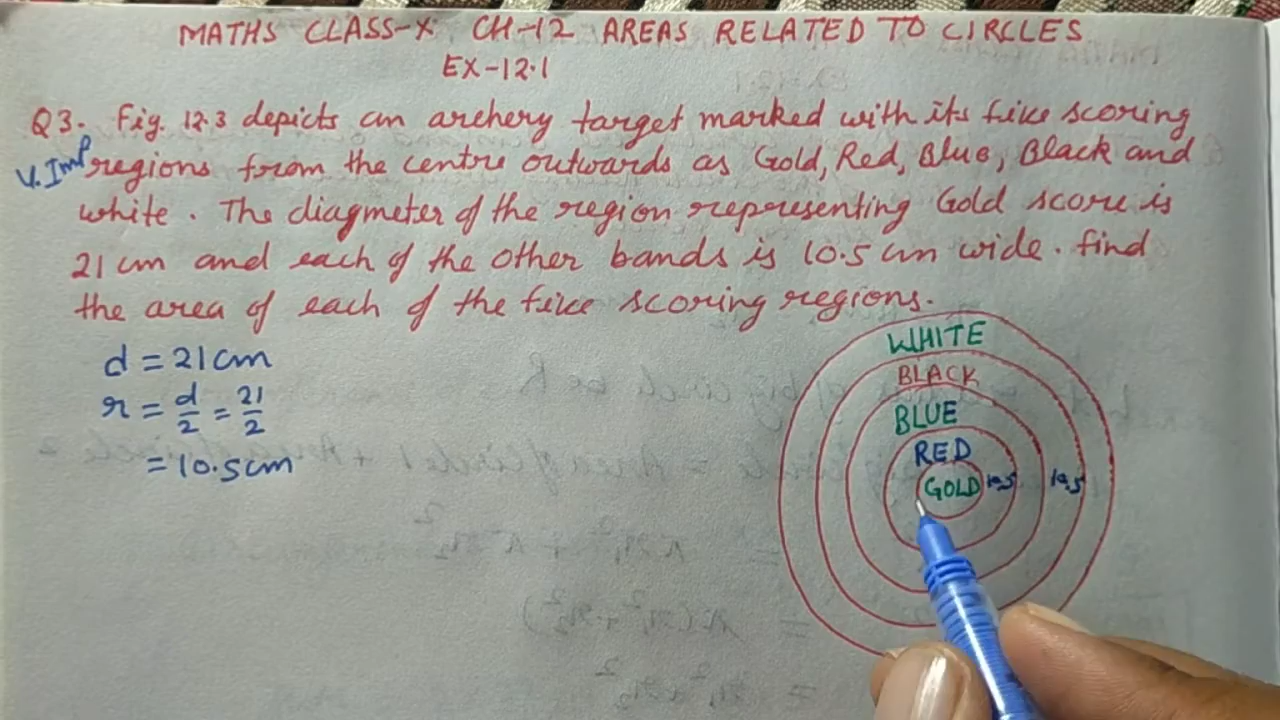 MATHS CLASS-X CH-12 AREAS RELATED TO CIRCLES
EX-12.1
Q3. Fig. 12.3 depicts an archery target marked with its five scoring
V.Imp regions from the centre outwards as Gold, Red, Blue, Black and
white. The diagmeter of the region representing Gold score is
21 cm and each of the other bands is 10.5 cm wide. find
the area of each of the five scoring regions.
d = 21 cm
r = d/2 = 21/2
= 10.5 cm
WHITE
BLACK
BLUE
RED
GOLD 10.5 10.5